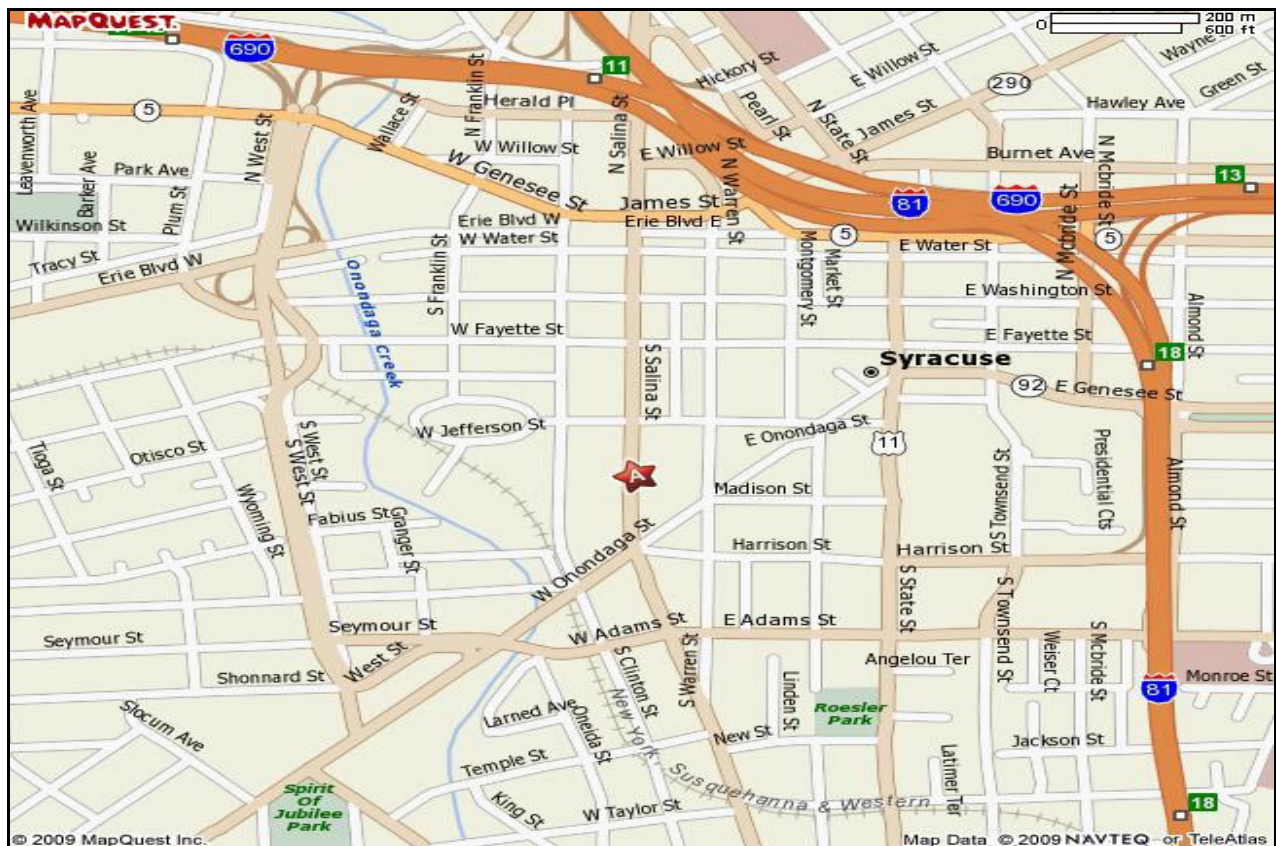 MAPQUEST.
690
11
0
200 m
600 ft
Hickory St
E Willow St
Wayne
Green St
290
Hawley Ave
5
Leavenworth Ave
N West St
Wallace St
N Franklin St
Herald Pl
N Salina St
Pearl St
N State St
James St
W Willow St
E Willow St
Burnet Ave
N Mcbride St
13
Park Ave
Barker Ave
Plum St
W Genesee St
James St
N Warren St
81
690
Wilkinson St
Erie Blvd W
Erie Blvd E
5
5
W Water St
E Water St
N Mcbride St
Tracy St
Erie Blvd W
Onondaga Creek
S Franklin St
Montgomery St
Market St
E Washington St
Almond St
W Fayette St
E Fayette St
S Salina St
Syracuse
18
92
E Genesee St
W Jefferson St
E Onondaga St
11
Tioga St
Otisco St
S West St
S West St
Wyoming St
A
Madison St
S Townsend St
Presidential Cts
Almond St
Fabius St
Granger St
W Onondaga St
Harrison St
Harrison St
Seymour St
Seymour St
W Adams St
E Adams St
S State St
S Townsend St
Weiser Ct
S Mcbride St
Shonnard St
West St
S Clinton St
S Warren St
Linden St
Angelou Ter
Monroe St
81
Slocum Ave
Larned Ave
Oneida St
Roesler
Park
New St
Jackson St
Temple St
New York
Susquehanna & Western
Latimer Ter
King St
W Taylor St
Spirit
Of
Jubilee
Park
18
© 2009 MapQuest Inc.
Map Data © 2009 NAVTEQ or TeleAtlas